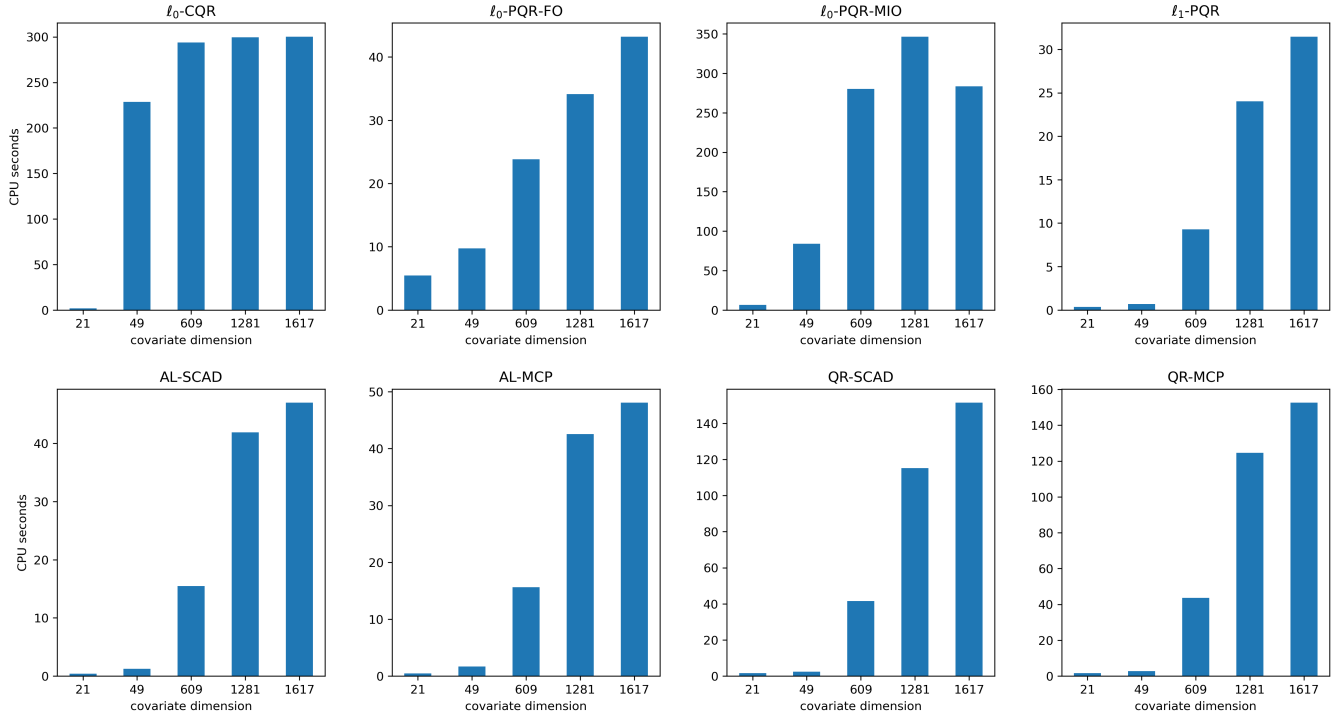 ℓ₀-CQR
CPU seconds
300
250
200
150
100
50
0
21 49 609 1281 1617
covariate dimension
ℓ₀-PQR-FO
40
30
20
10
0
21 49 609 1281 1617
covariate dimension
ℓ₀-PQR-MIO
350
300
250
200
150
100
50
0
21 49 609 1281 1617
covariate dimension
ℓ₁-PQR
30
25
20
15
10
5
0
21 49 609 1281 1617
covariate dimension
AL-SCAD
CPU seconds
40
30
20
10
0
21 49 609 1281 1617
covariate dimension
AL-MCP
50
40
30
20
10
0
21 49 609 1281 1617
covariate dimension
QR-SCAD
140
120
100
80
60
40
20
0
21 49 609 1281 1617
covariate dimension
QR-MCP
160
140
120
100
80
60
40
20
0
21 49 609 1281 1617
covariate dimension